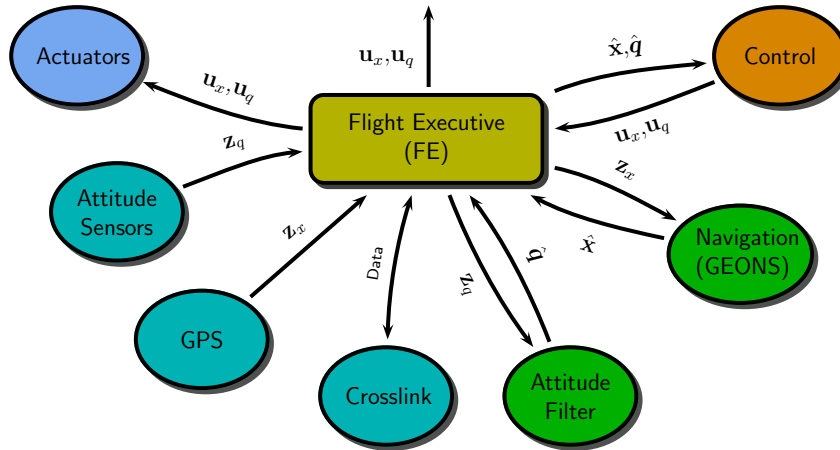 Actuators
u_x,u_q
u_x,u_q
x̂,q̂
Control
Flight Executive
(FE)
u_x,u_q
z_q
z_x
Attitude
Sensors
Navigation
(GEONS)
z_x
x̂
Data
q̂
z_q
GPS
Crosslink
Attitude
Filter